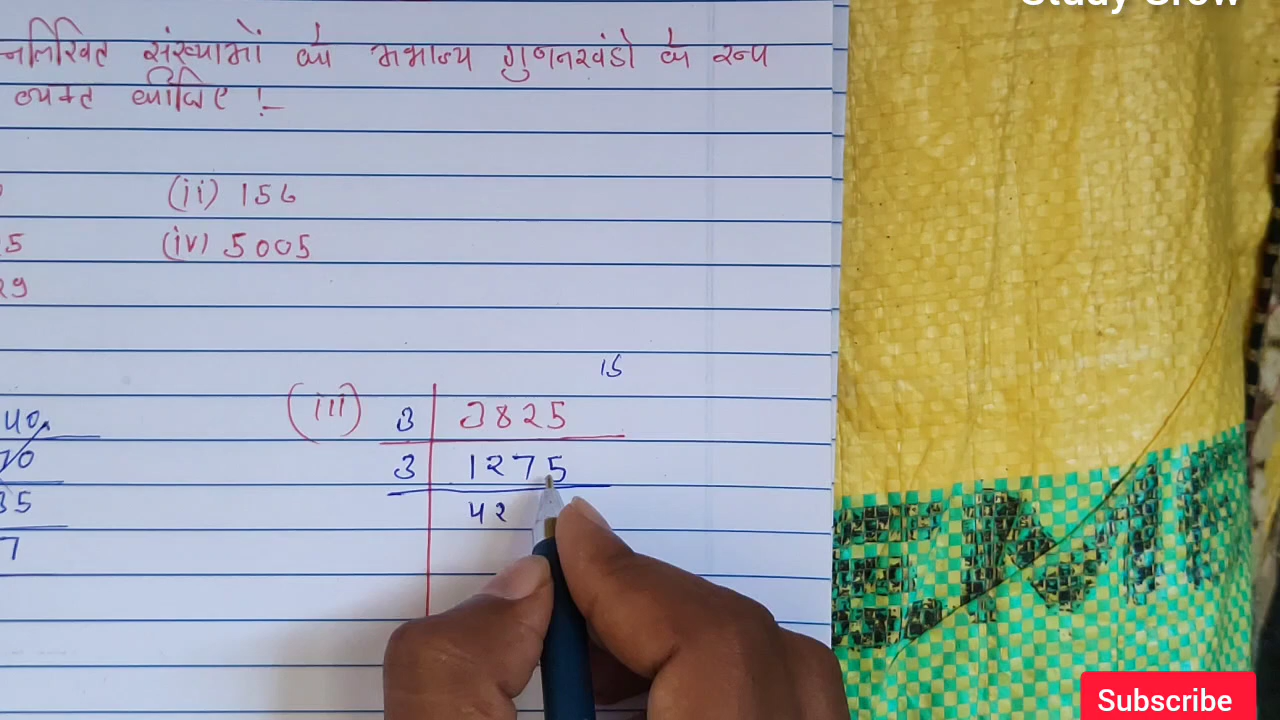 संख्याओं को अभाज्य गुणनखंडो के रूप
व्यक्त कीजिए :-
(ii) 156
5 (iv) 5005
29
15
40 (iii) 3 3825
70 3 1275
35 42
7
Subscribe